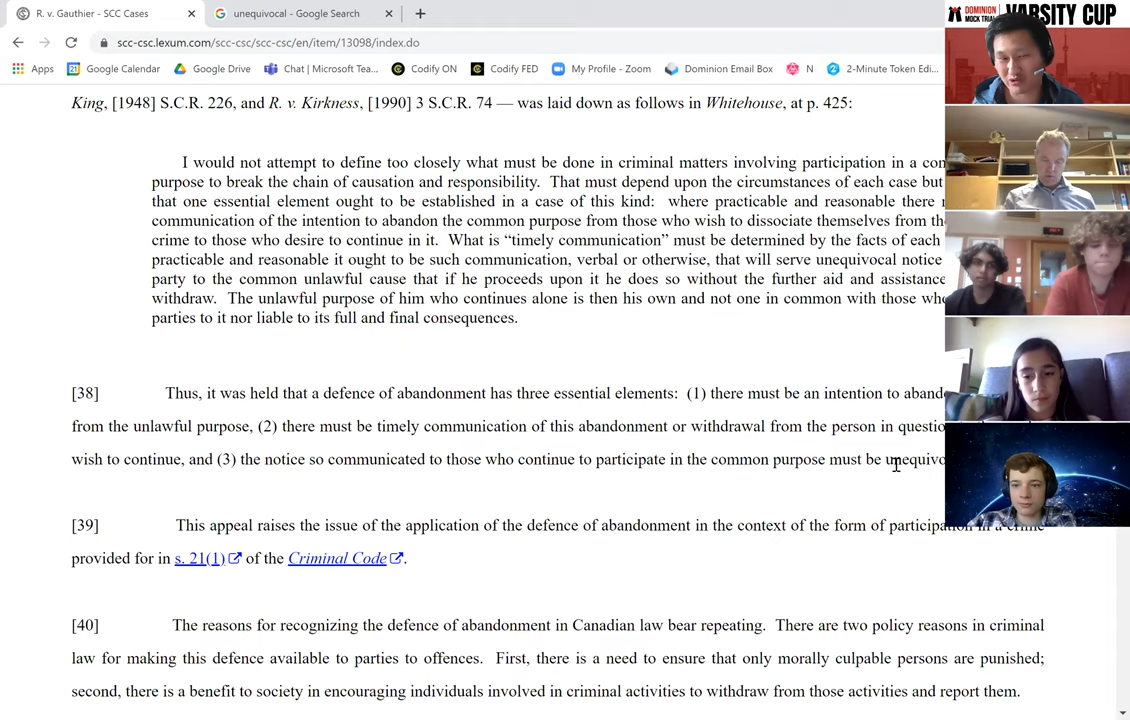 R. v. Gauthier - SCC Cases
unequivocal - Google Search
scc-csc.lexum.com/scc-csc/scc-csc/en/item/13098/index.do
Apps Google Calendar Google Drive Chat | Microsoft Tea... Codify ON Codify FED My Profile - Zoom Dominion Email Box N 2-Minute Token Edi...
DOMINION
MOCK TRIAL
VARSITY CUP
King, [1948] S.C.R. 226, and R. v. Kirkness, [1990] 3 S.C.R. 74 — was laid down as follows in Whitehouse, at p. 425:
I would not attempt to define too closely what must be done in criminal matters involving participation in a
purpose to break the chain of causation and responsibility. That must depend upon the circumstances of each case but
that one essential element ought to be established in a case of this kind: where practicable and reasonable there
communication of the intention to abandon the common purpose from those who wish to dissociate themselves from
crime to those who desire to continue in it. What is “timely communication” must be determined by the facts of each
practicable and reasonable it ought to be such communication, verbal or otherwise, that will serve unequivocal notice
party to the common unlawful cause that if he proceeds upon it he does so without the further aid and assistance
withdraw. The unlawful purpose of him who continues alone is then his own and not one in common with those
parties to it nor liable to its full and final consequences.
[38] Thus, it was held that a defence of abandonment has three essential elements: (1) there must be an intention to
from the unlawful purpose, (2) there must be timely communication of this abandonment or withdrawal from the person in
wish to continue, and (3) the notice so communicated to those who continue to participate in the common purpose must be
[39] This appeal raises the issue of the application of the defence of abandonment in the context of the form of participation in a crime
provided for in s. 21(1) of the Criminal Code.
[40] The reasons for recognizing the defence of abandonment in Canadian law bear repeating. There are two policy reasons in criminal
law for making this defence available to parties to offences. First, there is a need to ensure that only morally culpable persons are punished;
second, there is a benefit to society in encouraging individuals involved in criminal activities to withdraw from those activities and report them.